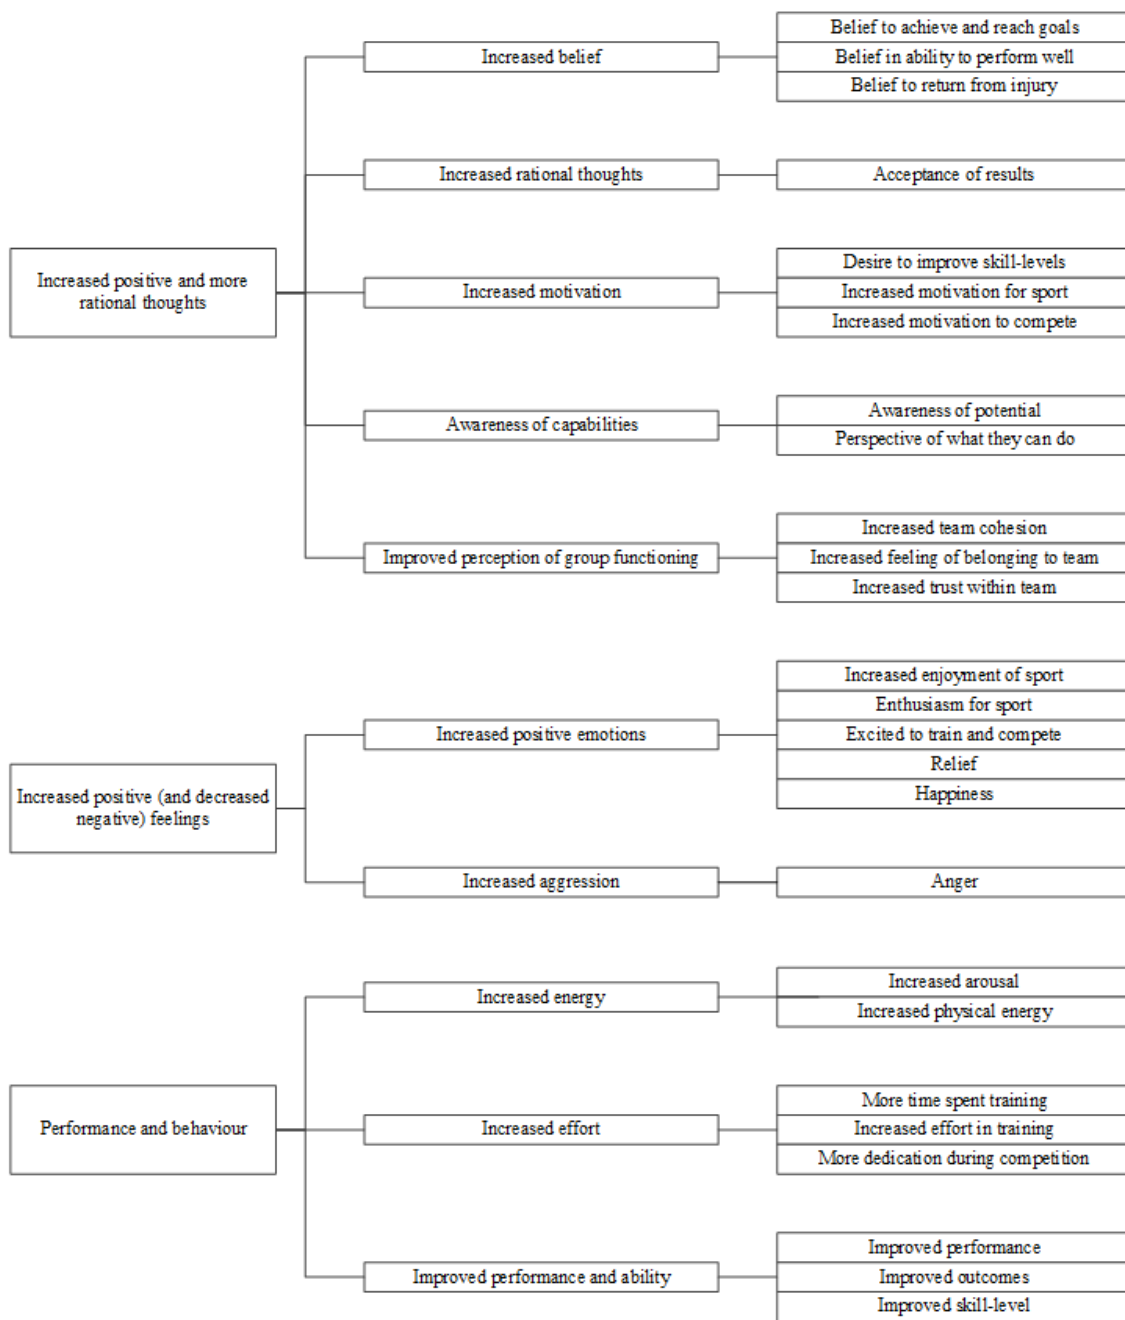 Increased positive and more
rational thoughts
Increased belief
Belief to achieve and reach goals
Belief in ability to perform well
Belief to return from injury
Increased rational thoughts
Acceptance of results
Increased motivation
Desire to improve skill-levels
Increased motivation for sport
Increased motivation to compete
Awareness of capabilities
Awareness of potential
Perspective of what they can do
Improved perception of group functioning
Increased team cohesion
Increased feeling of belonging to team
Increased trust within team
Increased positive (and decreased
negative) feelings
Increased positive emotions
Increased enjoyment of sport
Enthusiasm for sport
Excited to train and compete
Relief
Happiness
Increased aggression
Anger
Performance and behaviour
Increased energy
Increased arousal
Increased physical energy
Increased effort
More time spent training
Increased effort in training
More dedication during competition
Improved performance and ability
Improved performance
Improved outcomes
Improved skill-level